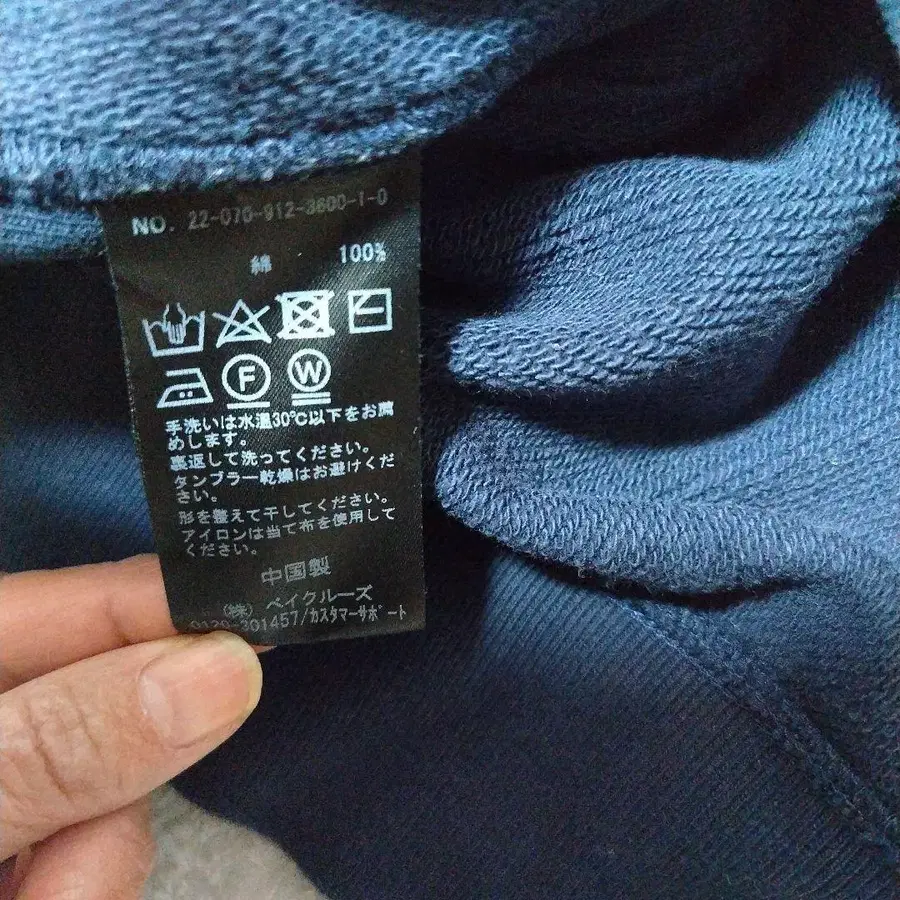 NO. 22-070-912-3600-1-0
綿 100%
F W
手洗いは水温30℃以下をお薦
めします。
裏返して洗ってください。
タンブラー乾燥はお避けくだ
さい。
形を整えて干してください。
アイロンは当て布を使用して
ください。
中国製
(株) ベイクルーズ
0120-301457/カスタマーサポート